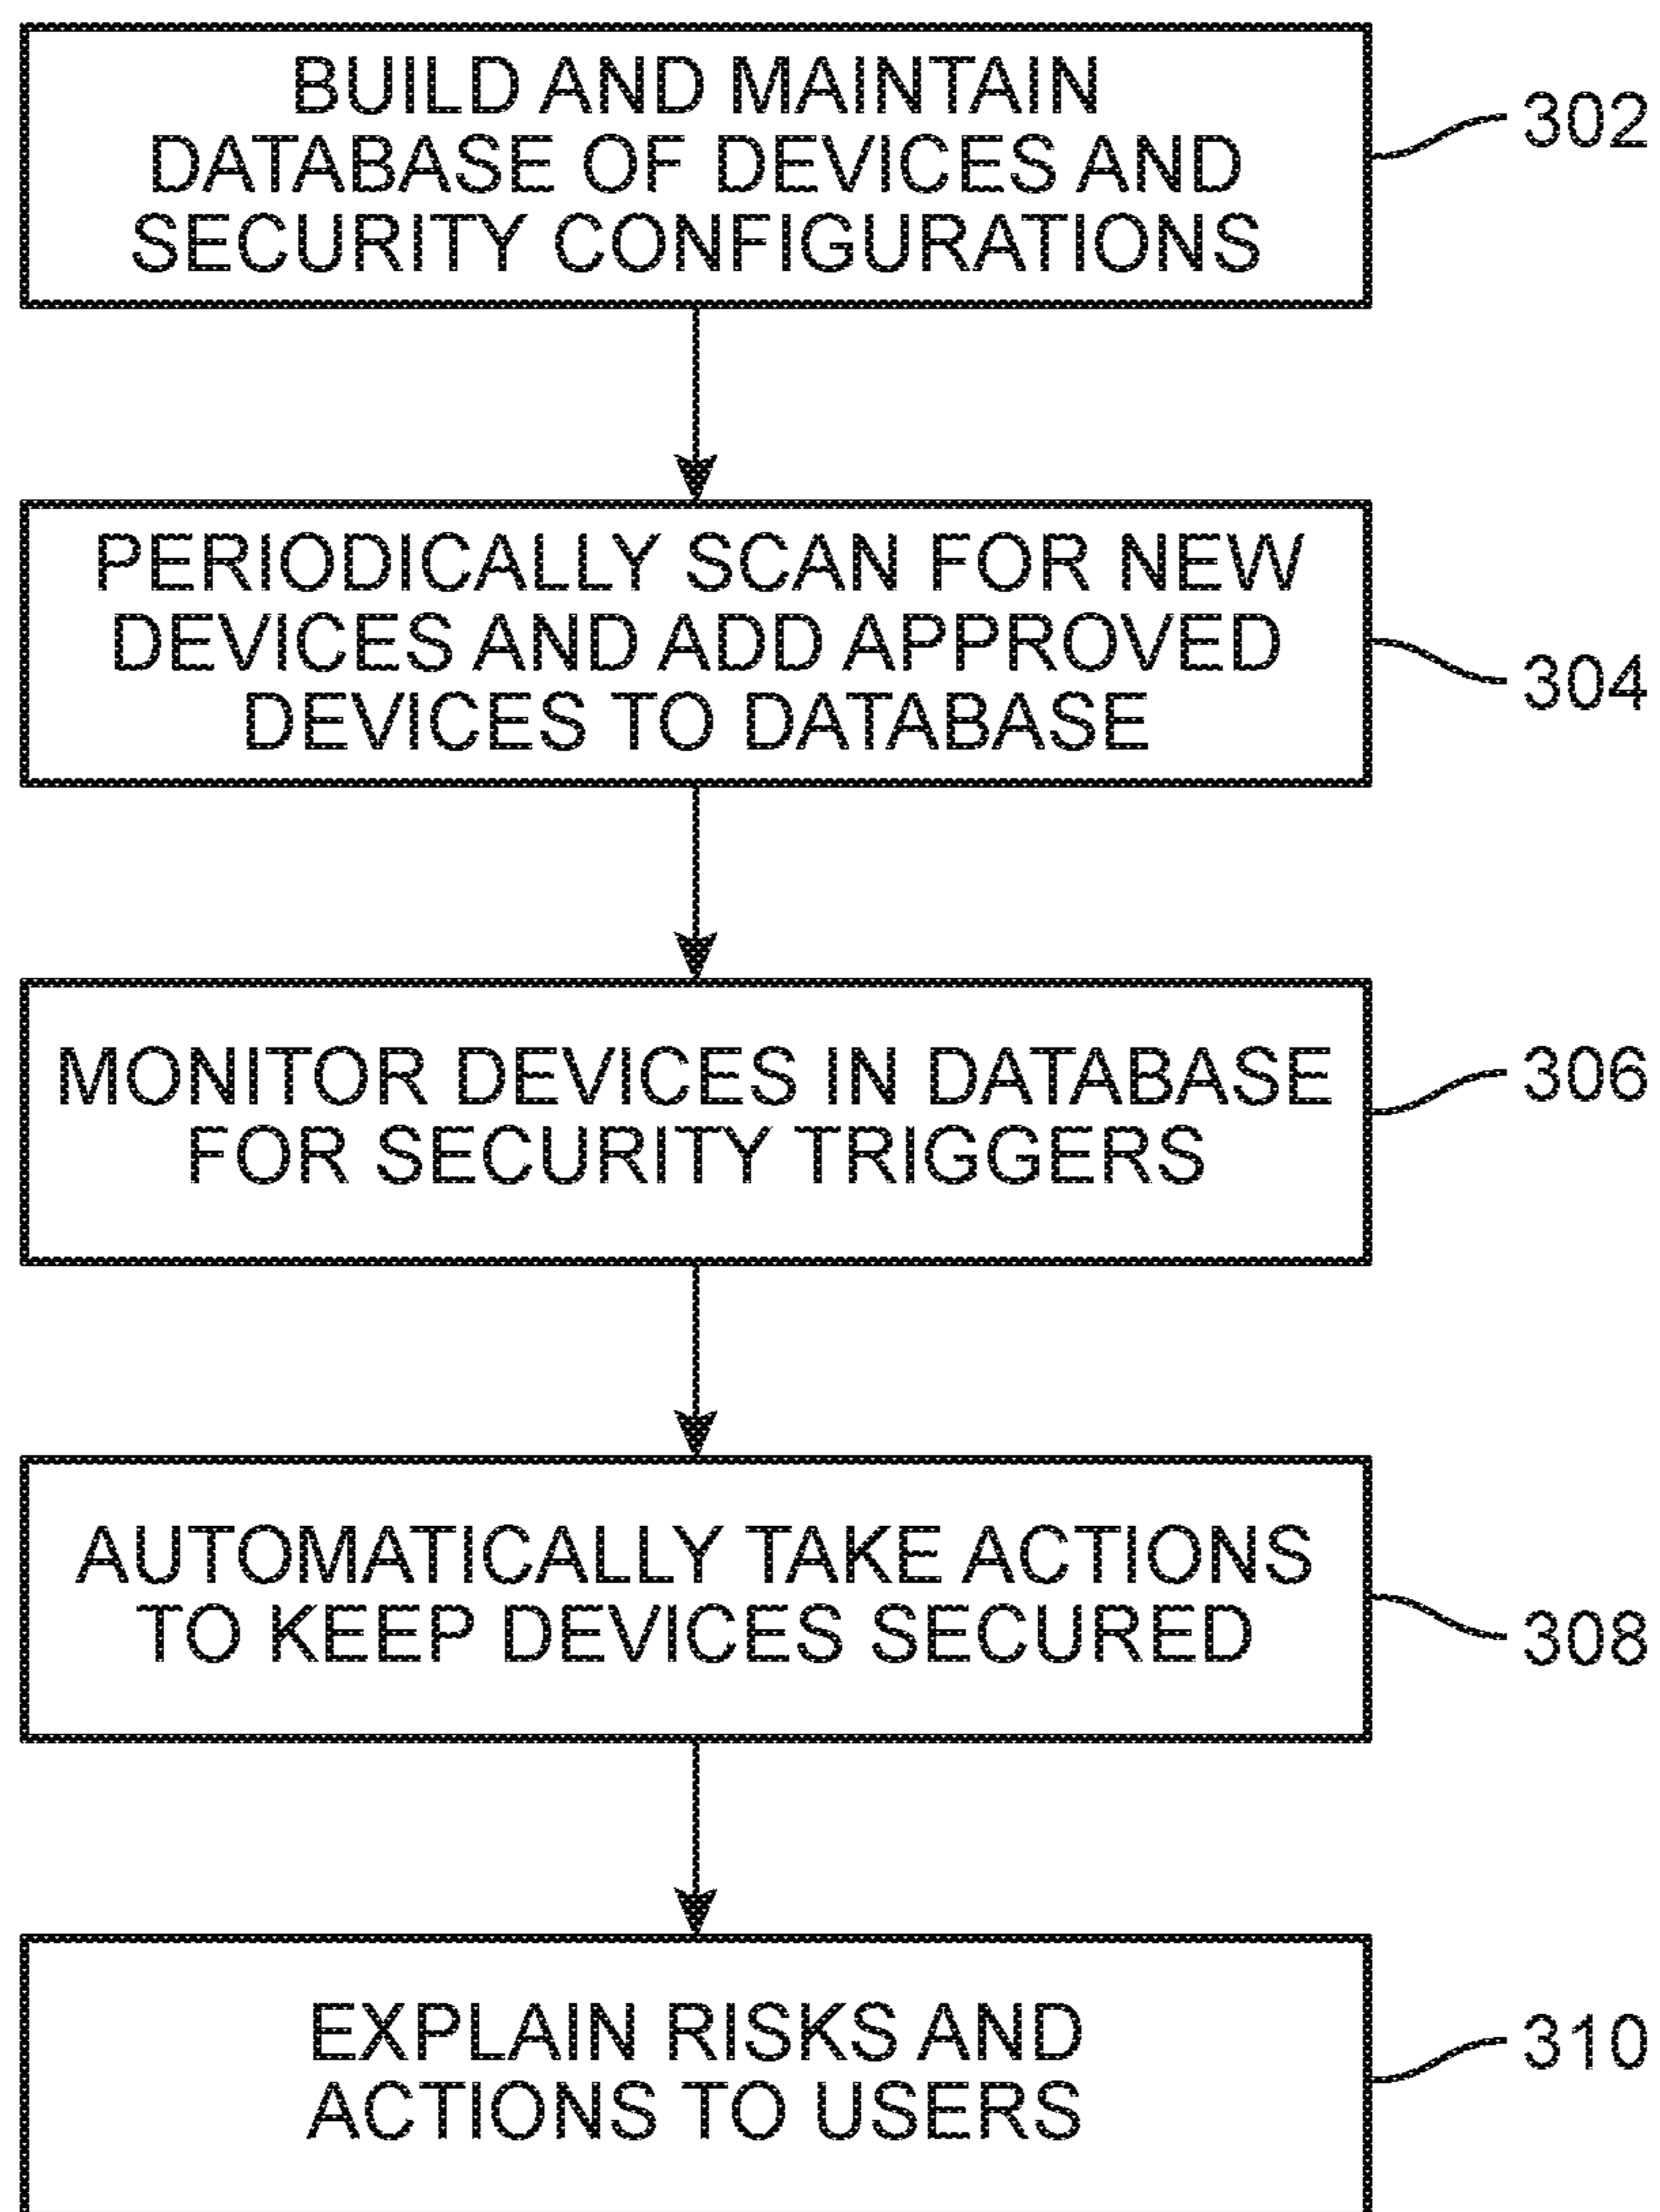 BUILD AND MAINTAIN
DATABASE OF DEVICES AND
SECURITY CONFIGURATIONS
302
PERIODICALLY SCAN FOR NEW
DEVICES AND ADD APPROVED
DEVICES TO DATABASE
304
MONITOR DEVICES IN DATABASE
FOR SECURITY TRIGGERS
306
AUTOMATICALLY TAKE ACTIONS
TO KEEP DEVICES SECURED
308
EXPLAIN RISKS AND
ACTIONS TO USERS
310